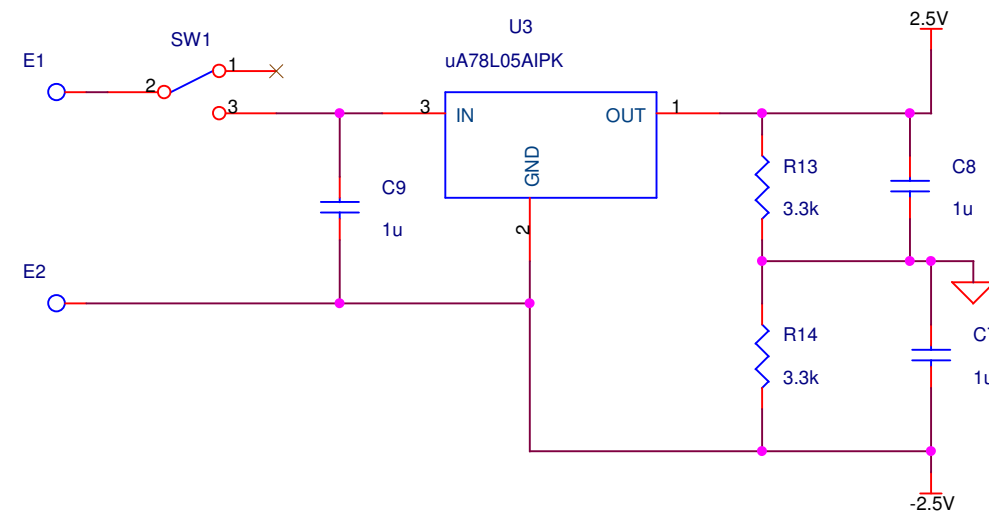 E1
SW1
1
2
3
U3
uA78L05AIPK
3
IN
OUT
1
GND
2
2.5V
R13
3.3k
C8
1u
C9
1u
E2
R14
3.3k
1u
-2.5V